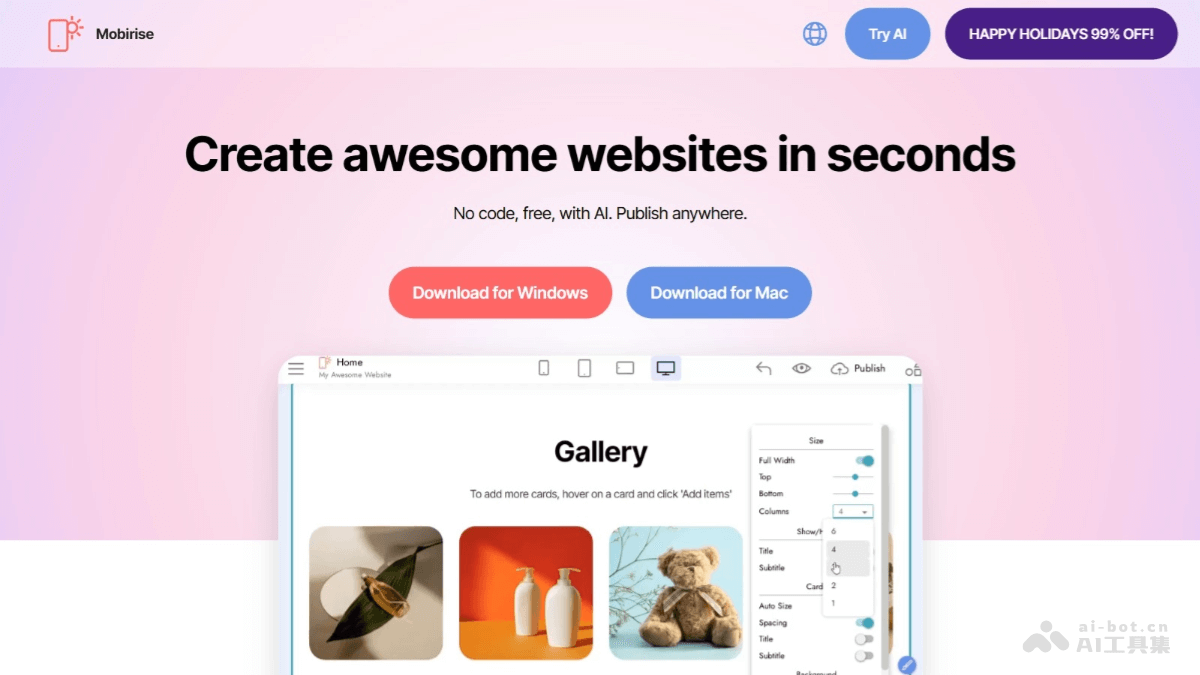 Mobirise
Try AI
HAPPY HOLIDAYS 99% OFF!
Create awesome websites in seconds
No code, free, with AI. Publish anywhere.
Download for Windows
Download for Mac
Home
My Awesome Website
Publish
Gallery
To add more cards, hover on a card and click 'Add items'
Size
Full Width
Top
Bottom
Columns
4
6
4
2
1
Show/H
Title
Subtitle
Card
Auto Size
Spacing
Title
Subtitle
Background
ai-bot.cn
AI工具集